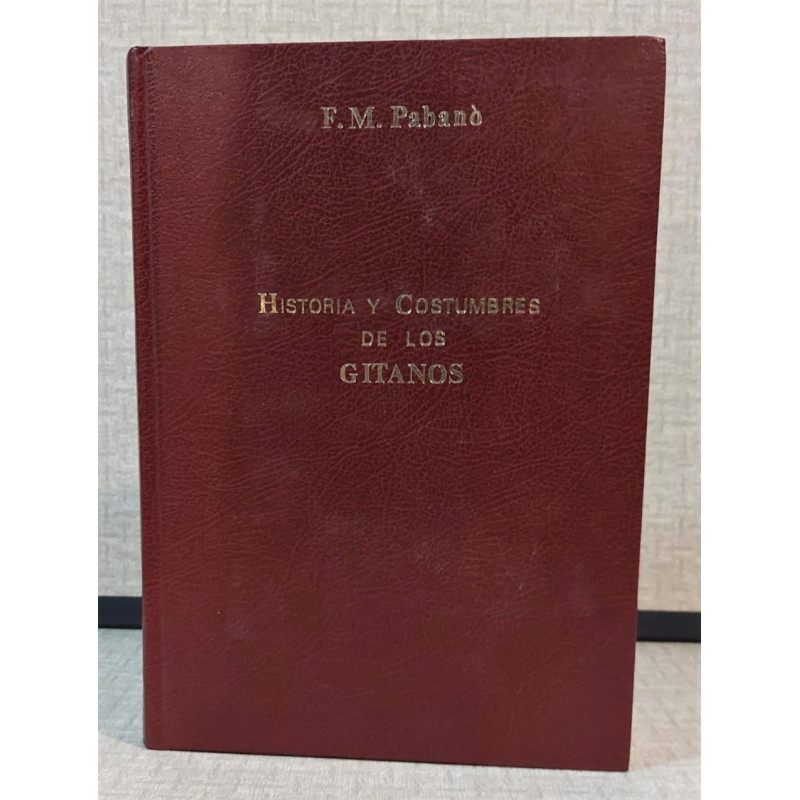 F. M. Pabanò
HISTORIA Y COSTUMBRES
DE LOS
GITANOS